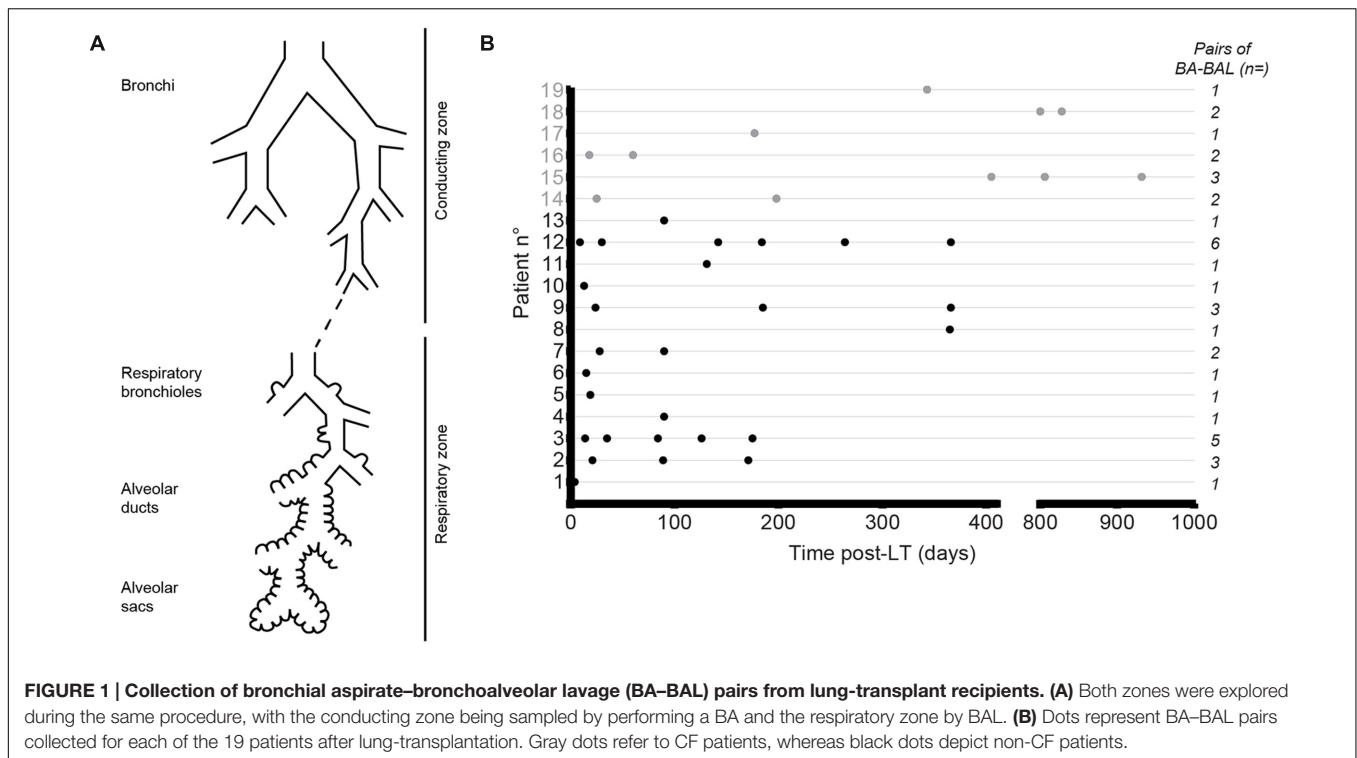 A
Bronchi
Conducting zone
Respiratory
bronchioles
Alveolar
ducts
Alveolar
sacs
Respiratory zone
B
Pairs of
BA-BAL (n=)
Patient n°
19 1
18 2
17 1
16 2
15 3
14 2
13 1
12 6
11 1
10 1
9 3
8 1
7 2
6 1
5 1
4 1
3 5
2 3
1 1
0 100 200 300 400 800 900 1000
Time post-LT (days)
FIGURE 1 | Collection of bronchial aspirate–bronchoalveolar lavage (BA–BAL) pairs from lung-transplant recipients. (A) Both zones were explored
during the same procedure, with the conducting zone being sampled by performing a BA and the respiratory zone by BAL. (B) Dots represent BA–BAL pairs
collected for each of the 19 patients after lung-transplantation. Gray dots refer to CF patients, whereas black dots depict non-CF patients.